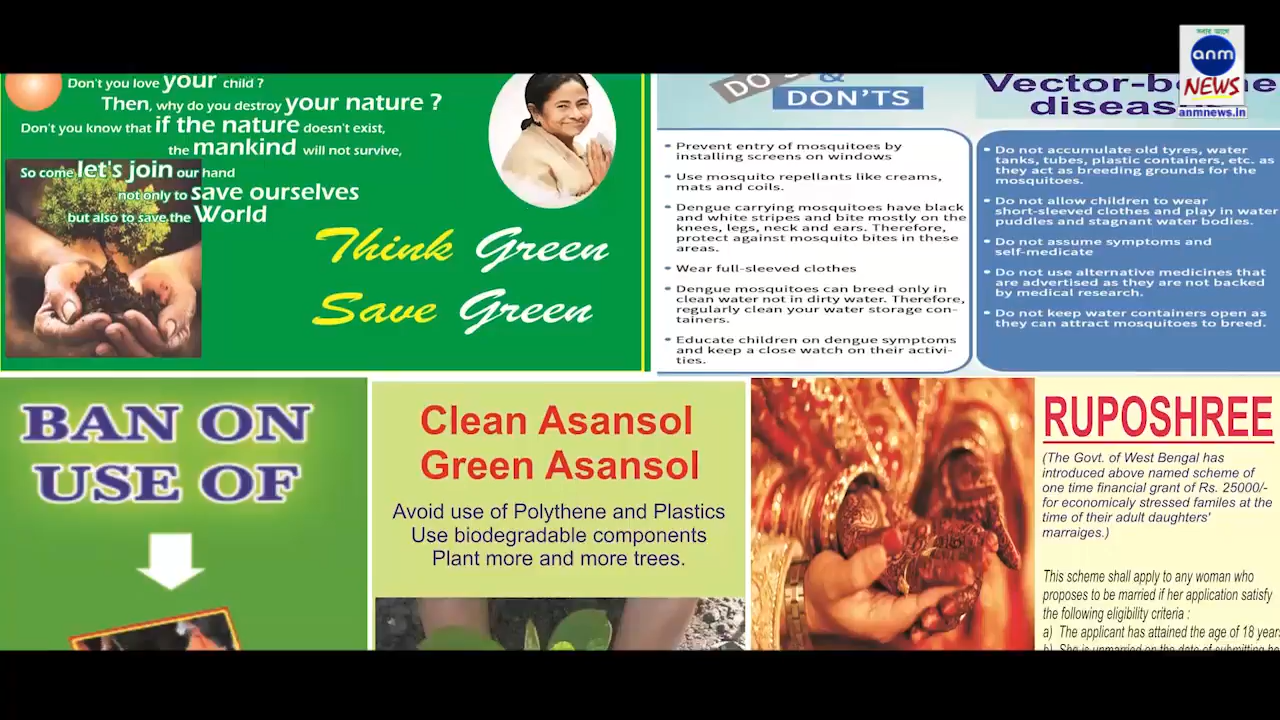 Don't you love your child ?
Then, why do you destroy your nature ?
Don't you know that if the nature doesn't exist,
the mankind will not survive,
So come let's join our hand
not only to save ourselves
but also to save the World
Think Green
Save Green
&
DON'TS
• Prevent entry of mosquitoes by
installing screens on windows
• Use mosquito repellants like creams,
mats and coils.
• Dengue carrying mosquitoes have black
and white stripes and bite mostly on the
knees, legs, neck and ears. Therefore,
protect against mosquito bites in these
areas.
• Wear full-sleeved clothes
• Dengue mosquitoes can breed only in
clean water not in dirty water. Therefore,
regularly clean your water storage con-
tainers.
• Educate children on dengue symptoms
and keep a close watch on their activi-
ties.
• Do not accumulate old tyres, water
tanks, tubes, plastic containers, etc. as
they act as breeding grounds for the
mosquitoes.
• Do not allow children to wear
short-sleeved clothes and play in water
puddles and stagnant water bodies.
• Do not assume symptoms and
self-medicate
• Do not use alternative medicines that
are advertised as they are not backed
by medical research.
• Do not keep water containers open as
they can attract mosquitoes to breed.
সবার আগে
anm
NEWS
anmnews.in
BAN ON
USE OF
Clean Asansol
Green Asansol
Avoid use of Polythene and Plastics
Use biodegradable components
Plant more and more trees.
RUPOSHREE
(The Govt. of West Bengal has
introduced above named scheme of
one time financial grant of Rs. 25000/-
for economicaly stressed familes at the
time of their adult daughters'
marraiges.)
This scheme shall apply to any woman who
proposes to be married if her application satisfy
the following eligibility criteria :
a) The applicant has attained the age of 18 years